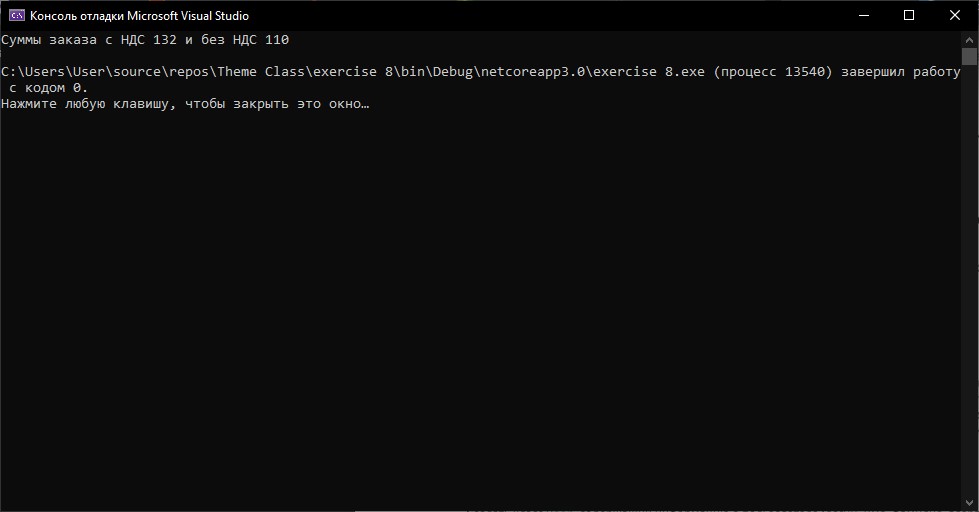 Консоль отладки Microsoft Visual Studio
Суммы заказа с НДС 132 и без НДС 110
C:\Users\User\source\repos\Theme Class\exercise 8\bin\Debug\netcoreapp3.0\exercise 8.exe (процесс 13540) завершил работу
с кодом 0.
Нажмите любую клавишу, чтобы закрыть это окно…